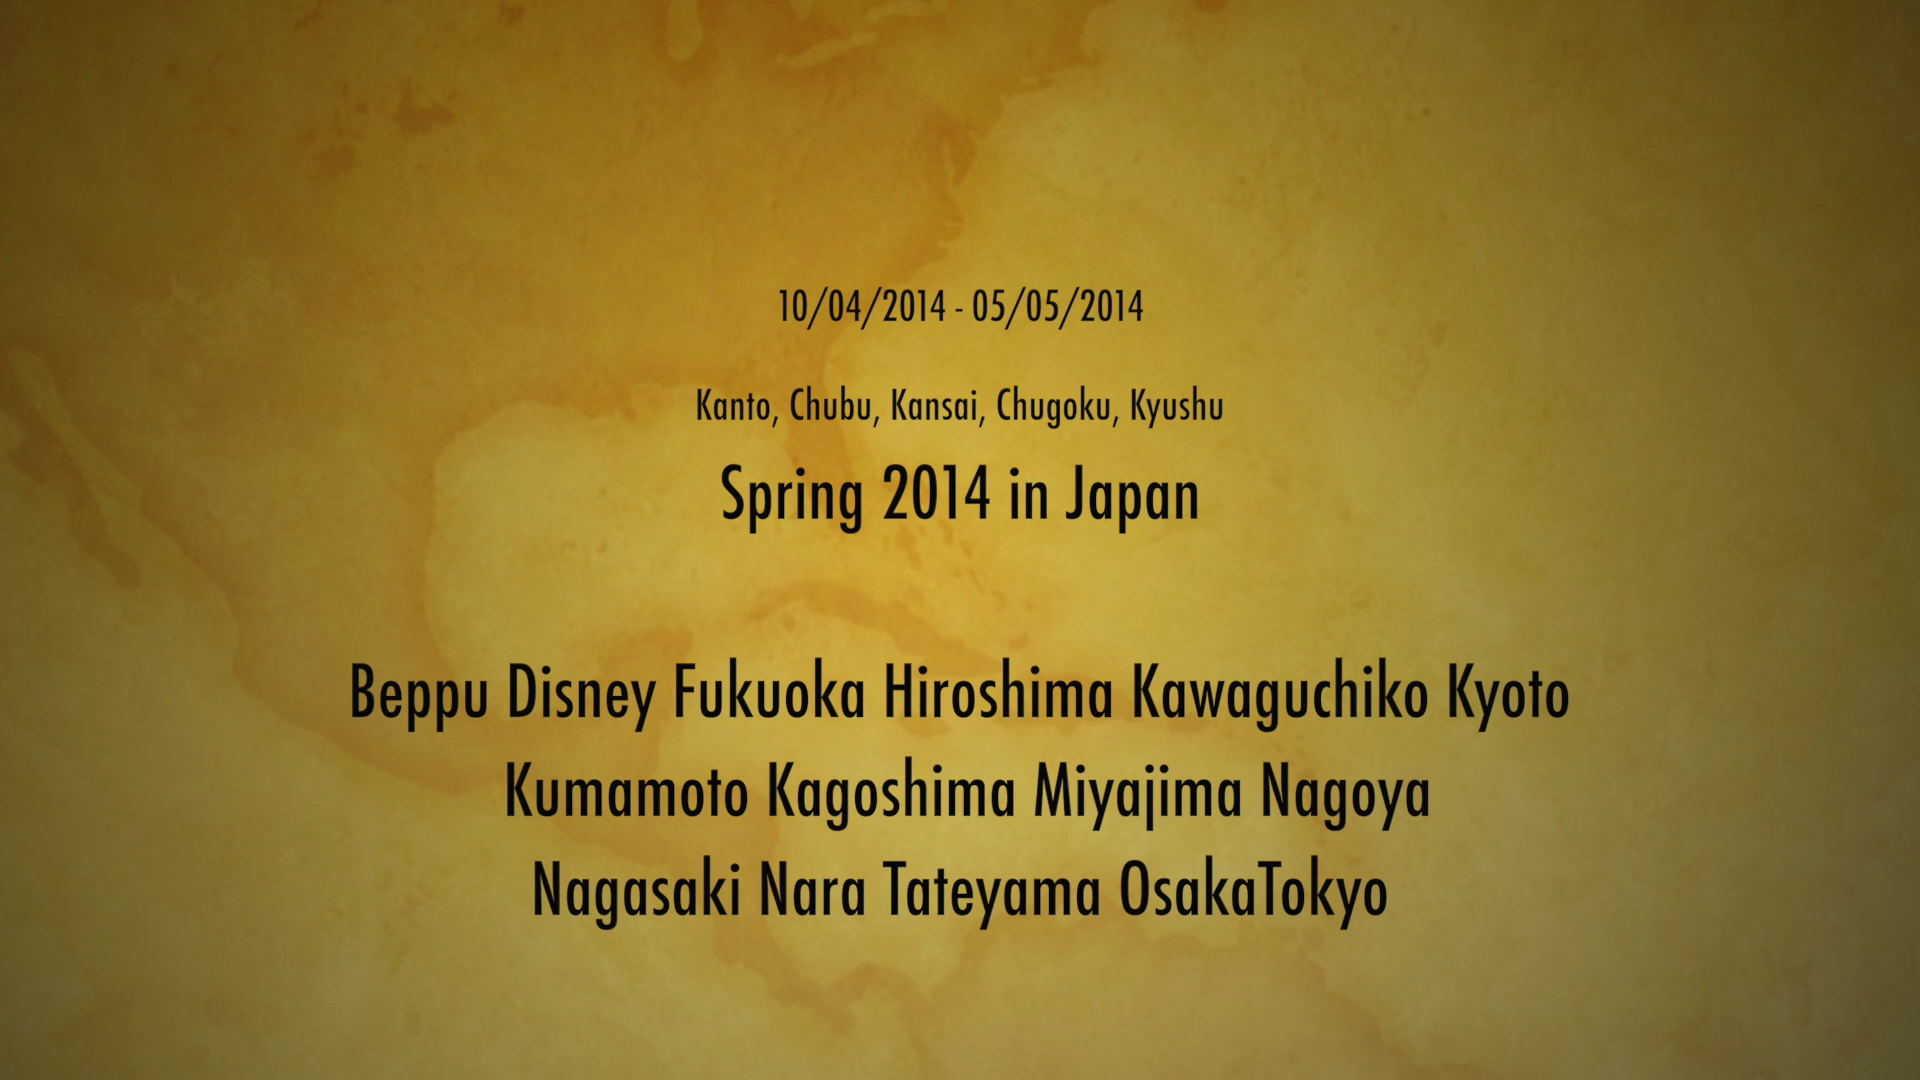 10/04/2014 - 05/05/2014
Kanto, Chubu, Kansai, Chugoku, Kyushu
Spring 2014 in Japan
Beppu Disney Fukuoka Hiroshima Kawaguchiko Kyoto
Kumamoto Kagoshima Miyajima Nagoya
Nagasaki Nara Tateyama OsakaTokyo